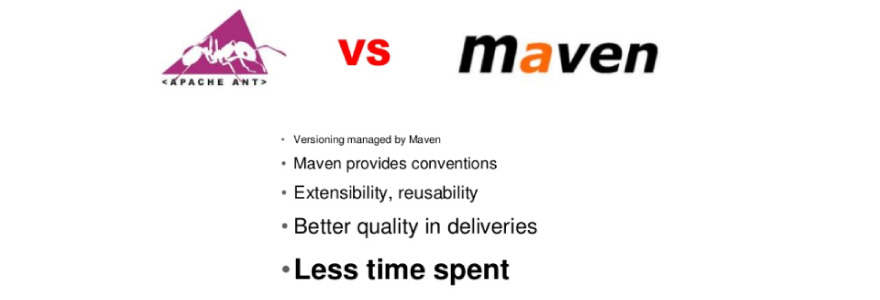 <APACHE ANT>
vs
maven
• Versioning managed by Maven
• Maven provides conventions
• Extensibility, reusability
• Better quality in deliveries
• Less time spent